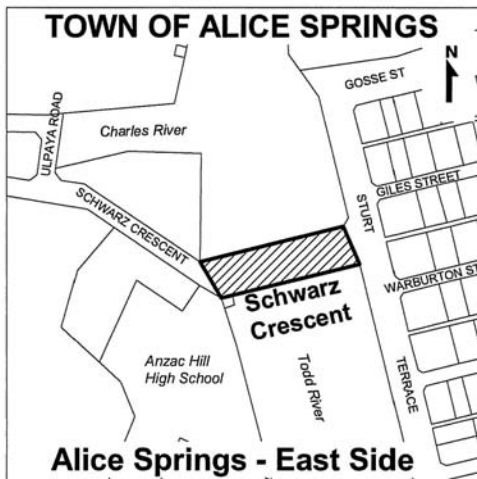 TOWN OF ALICE SPRINGS
N
GOSSE ST
ULPAYA ROAD
Charles River
GILES STREET
SCHWARZ CRESCENT
STURT
WARBURTON ST
Schwarz
Crescent
Anzac Hill
High School
Todd River
TERRACE
Alice Springs - East Side